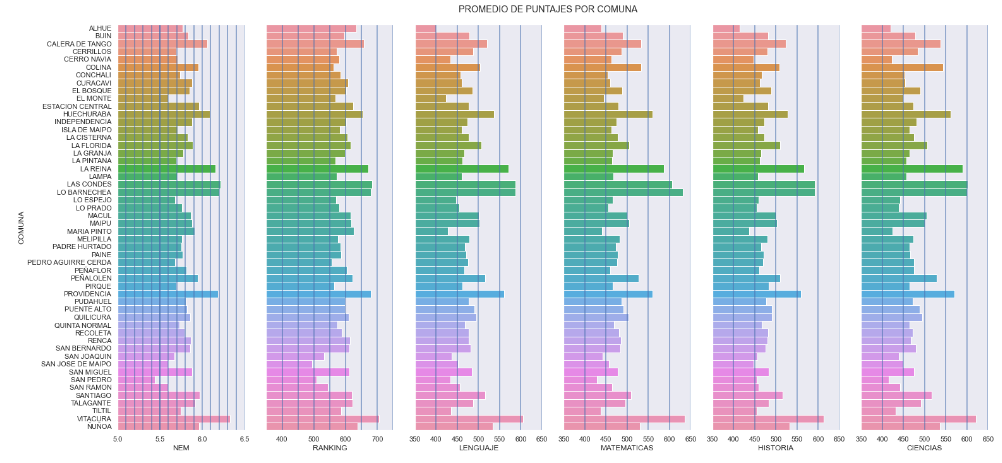 PROMEDIO DE PUNTAJES POR COMUNA
COMUNA
ALHUE
BUIN
CALERA DE TANGO
CERRILLOS
CERRO NAVIA
COLINA
CONCHALI
CURACAVI
EL BOSQUE
EL MONTE
ESTACION CENTRAL
HUECHURABA
INDEPENDENCIA
ISLA DE MAIPO
LA CISTERNA
LA FLORIDA
LA GRANJA
LA PINTANA
LA REINA
LAMPA
LAS CONDES
LO BARNECHEA
LO ESPEJO
LO PRADO
MACUL
MAIPU
MARIA PINTO
MELIPILLA
PADRE HURTADO
PAINE
PEDRO AGUIRRE CERDA
PEÑAFLOR
PEÑALOLEN
PIRQUE
PROVIDENCIA
PUDAHUEL
PUENTE ALTO
QUILICURA
QUINTA NORMAL
RECOLETA
RENCA
SAN BERNARDO
SAN JOAQUIN
SAN JOSE DE MAIPO
SAN MIGUEL
SAN PEDRO
SAN RAMON
SANTIAGO
TALAGANTE
TILTIL
VITACURA
NUNOA
5.0 5.5 6.0 6.5
NEM
400 500 600 700
RANKING
350 400 450 500 550 600 650
LENGUAJE
350 400 450 500 550 600 650
MATEMATICAS
350 400 450 500 550 600 650
HISTORIA
350 400 450 500 550 600 650
CIENCIAS